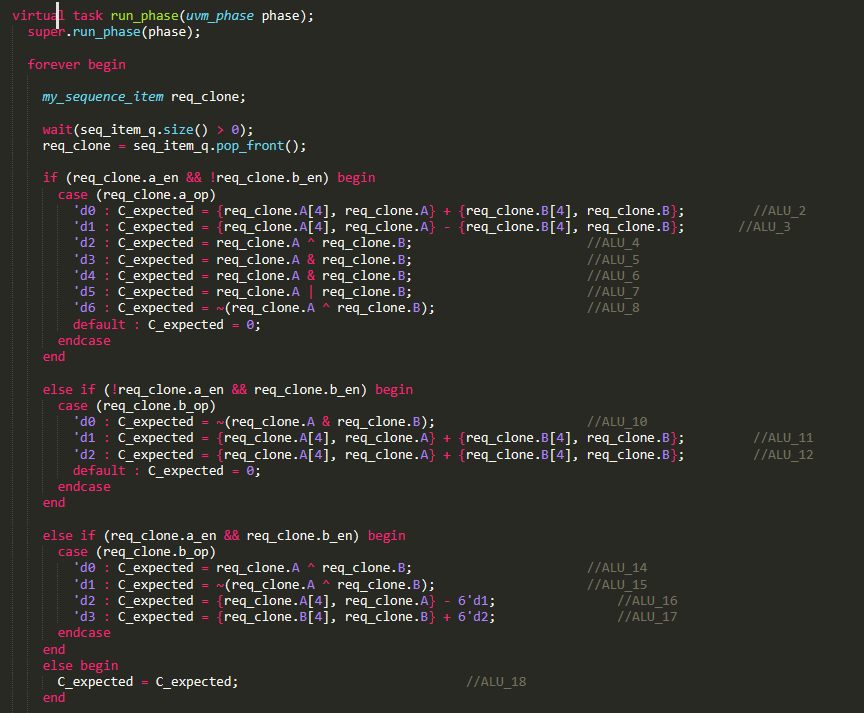 virtual task run_phase(uvm_phase phase);
super.run_phase(phase);
forever begin
my_sequence_item req_clone;
wait(seq_item_q.size() > 0);
req_clone = seq_item_q.pop_front();
if (req_clone.a_en && !req_clone.b_en) begin
case (req_clone.a_op)
'd0 : C_expected = {req_clone.A[4], req_clone.A} + {req_clone.B[4], req_clone.B}; //ALU_2
'd1 : C_expected = {req_clone.A[4], req_clone.A} - {req_clone.B[4], req_clone.B}; //ALU_3
'd2 : C_expected = req_clone.A ^ req_clone.B; //ALU_4
'd3 : C_expected = req_clone.A & req_clone.B; //ALU_5
'd4 : C_expected = req_clone.A & req_clone.B; //ALU_6
'd5 : C_expected = req_clone.A | req_clone.B; //ALU_7
'd6 : C_expected = ~(req_clone.A ^ req_clone.B); //ALU_8
default : C_expected = 0;
endcase
end
else if (!req_clone.a_en && req_clone.b_en) begin
case (req_clone.b_op)
'd0 : C_expected = ~(req_clone.A & req_clone.B); //ALU_10
'd1 : C_expected = {req_clone.A[4], req_clone.A} + {req_clone.B[4], req_clone.B}; //ALU_11
'd2 : C_expected = {req_clone.A[4], req_clone.A} + {req_clone.B[4], req_clone.B}; //ALU_12
default : C_expected = 0;
endcase
end
else if (req_clone.a_en && req_clone.b_en) begin
case (req_clone.b_op)
'd0 : C_expected = req_clone.A ^ req_clone.B; //ALU_14
'd1 : C_expected = ~(req_clone.A ^ req_clone.B); //ALU_15
'd2 : C_expected = {req_clone.A[4], req_clone.A} - 6'd1; //ALU_16
'd3 : C_expected = {req_clone.B[4], req_clone.B} + 6'd2; //ALU_17
endcase
end
else begin
C_expected = C_expected; //ALU_18
end